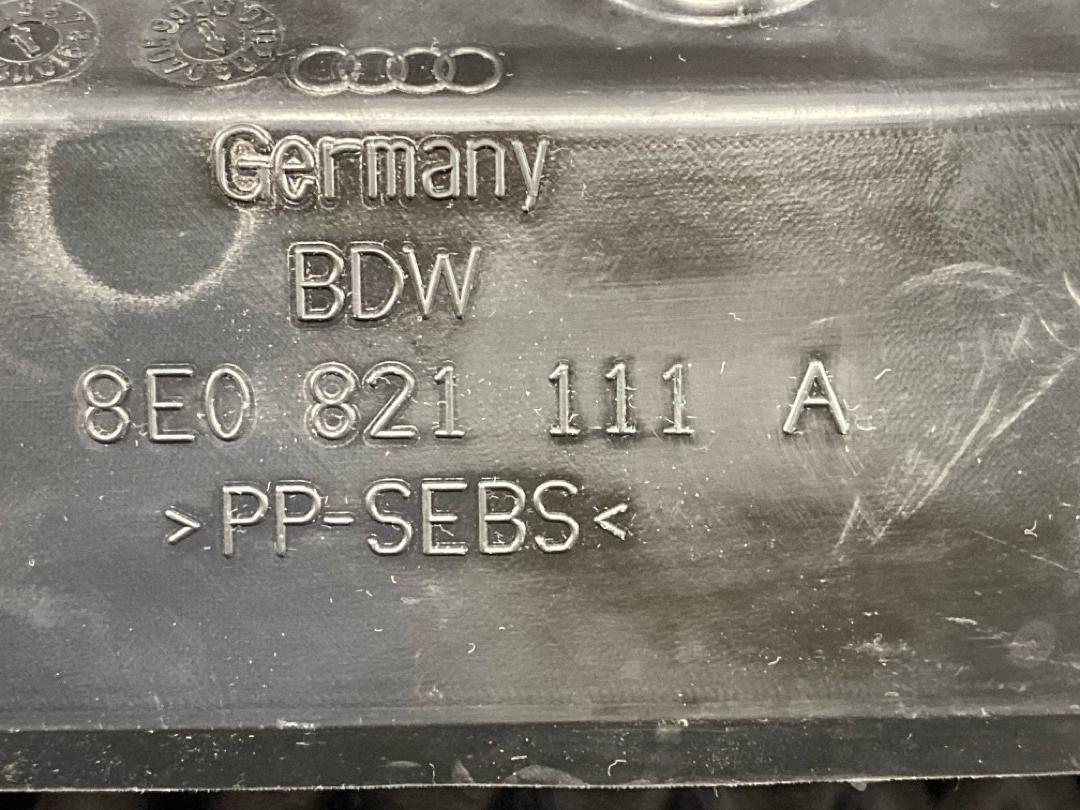 Germany
BDW
8E0 821 111 A
>PP-SEBS<